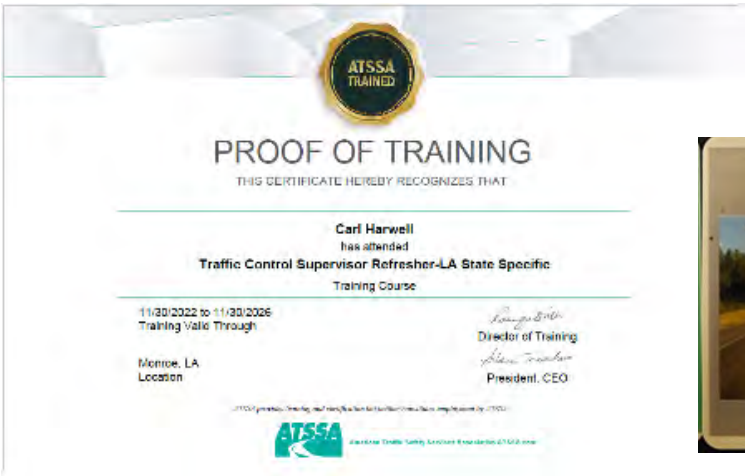 ATSSA
TRAINED
PROOF OF TRAINING
THIS CERTIFICATE HEREBY RECOGNIZES THAT
Carl Harwell
has attended
Traffic Control Supervisor Refresher-LA State Specific
Training Course
11/30/2022 to 11/30/2026
Training Valid Through
Director of Training
Monroe, LA
Location
President, CEO
ATSSA